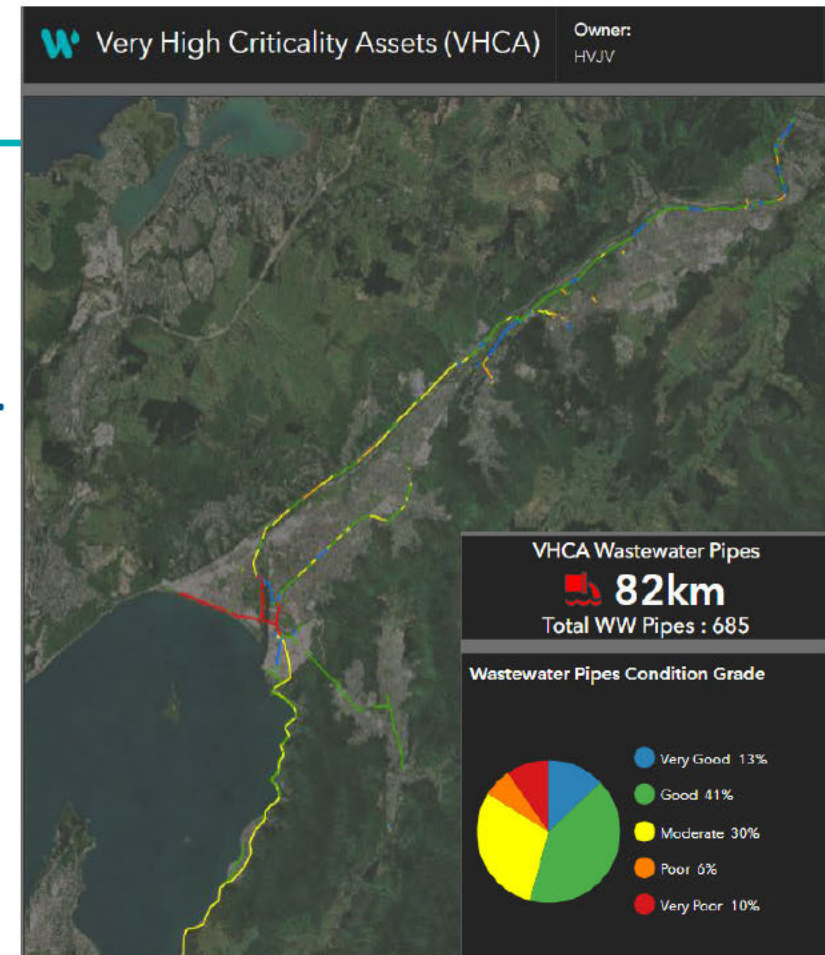 Very High Criticality Assets (VHCA)
Owner:
HVJV
VHCA Wastewater Pipes
82km
Total WW Pipes : 685
Wastewater Pipes Condition Grade
Very Good 13%
Good 41%
Moderate 30%
Poor 6%
Very Poor 10%